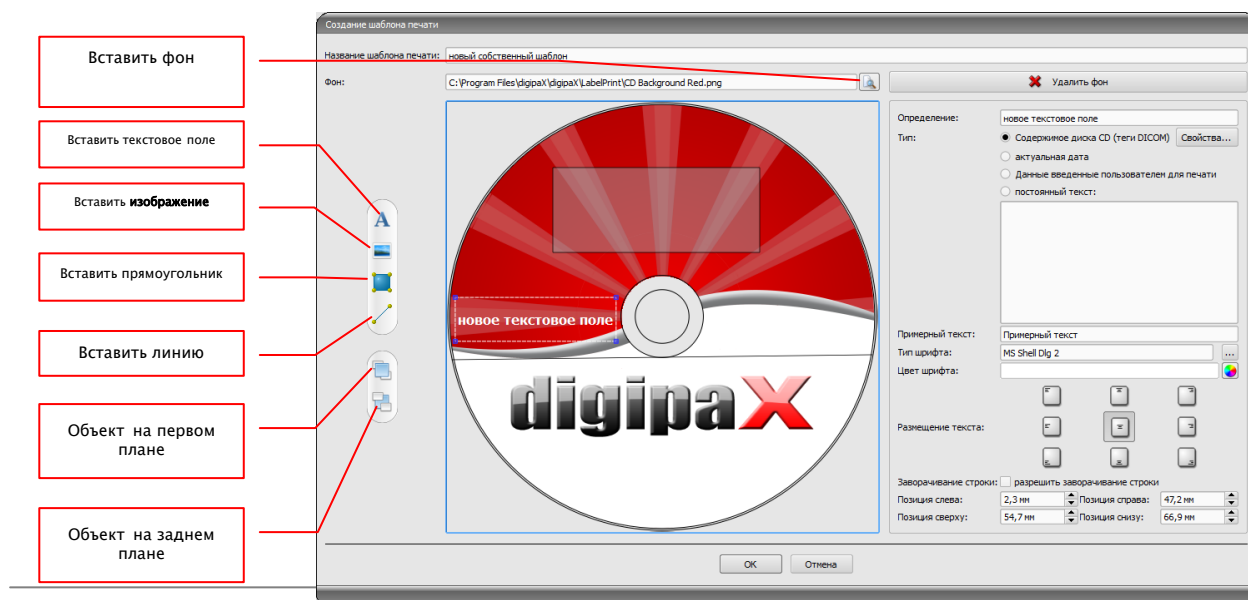 Создание шаблона печати
Вставить фон
Вставить текстовое поле
Вставить изображение
Вставить прямоугольник
Вставить линию
Объект на первом
плане
Объект на заднем
плане
Название шаблона печати: новый собственный шаблон
Фон: C:\Program Files\digipaX\digipaX\LabelPrint\CD Background Red.png
Удалить фон
A
новое текстовое поле
digipaX
Определение: новое текстовое поле
Тип: Содержиное диска CD (теги DICOM) Свойства...
актуальная дата
Данные введенные пользователен для печати
постоянный текст:
Принерный текст: Принерный текст
Тип шрифта: MS Shell Dlg 2 ...
Цвет шрифта:
Размещение текста:
Заворачивание строки: разрешить заворачивание строки
Позиция слева: 2,3 мм Позиция справа: 47,2 мм
Позиция сверху: 54,7 мм Позиция снизу: 66,9 мм
OK Отмена